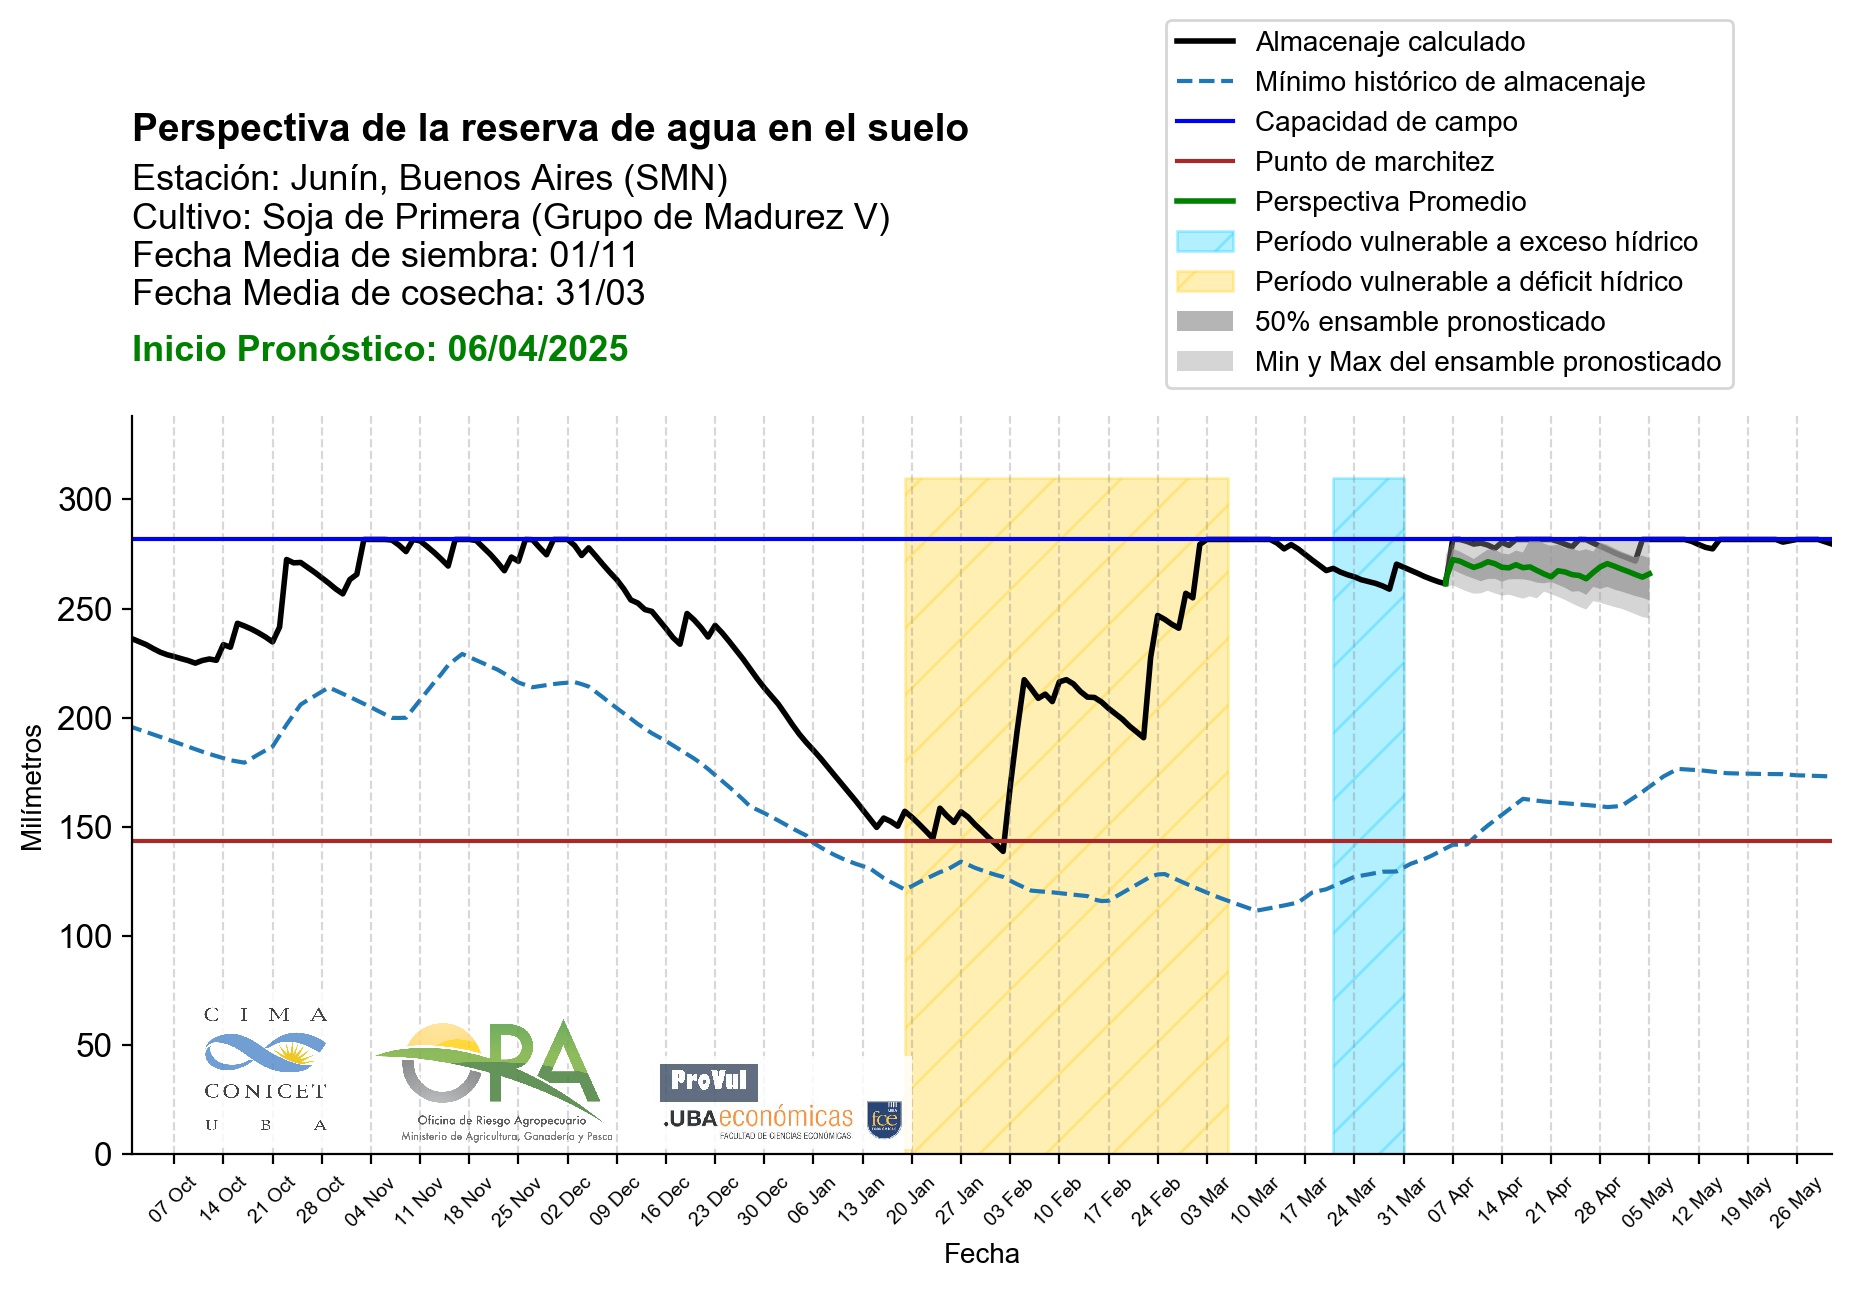 Almacenaje calculado
Mínimo histórico de almacenaje
Capacidad de campo
Punto de marchitez
Perspectiva Promedio
Período vulnerable a exceso hídrico
Período vulnerable a déficit hídrico
50% ensamble pronosticado
Min y Max del ensamble pronosticado
Perspectiva de la reserva de agua en el suelo
Estación: Junín, Buenos Aires (SMN)
Cultivo: Soja de Primera (Grupo de Madurez V)
Fecha Media de siembra: 01/11
Fecha Media de cosecha: 31/03
Inicio Pronóstico: 06/04/2025
Milímetros
300
250
200
150
100
50
0
CIMA
CONICET
UBA
ORA
Oficina de Riesgo Agropecuario
Ministerio de Agricultura, Ganadería y Pesca
ProVul
.UBAeconómicas
FACULTAD DE CIENCIAS ECONÓMICAS
UBA
fce
07 Oct
14 Oct
21 Oct
28 Oct
04 Nov
11 Nov
18 Nov
25 Nov
02 Dec
09 Dec
16 Dec
23 Dec
30 Dec
06 Jan
13 Jan
20 Jan
27 Jan
03 Feb
10 Feb
17 Feb
24 Feb
03 Mar
10 Mar
17 Mar
24 Mar
31 Mar
07 Apr
14 Apr
21 Apr
28 Apr
05 May
12 May
19 May
26 May
Fecha